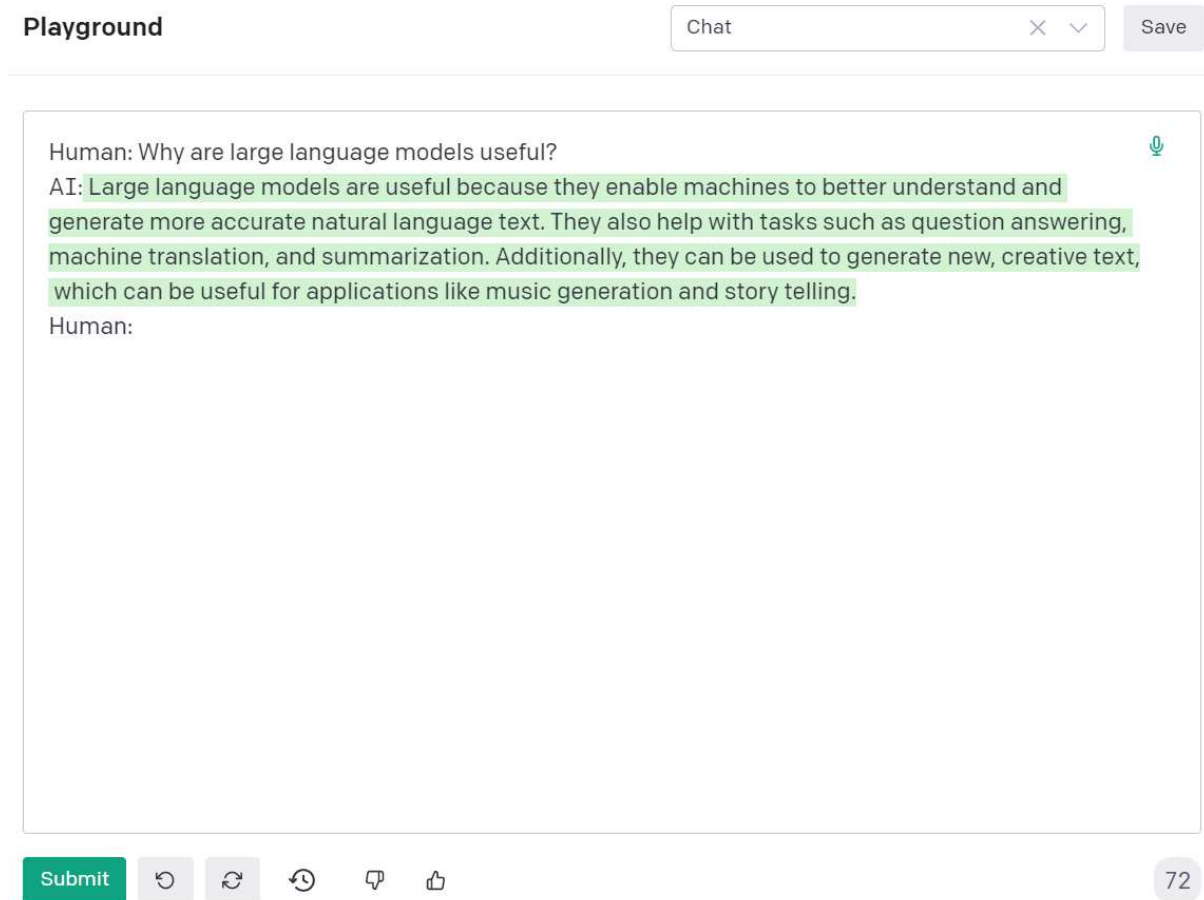 Playground
Chat
Save
Human: Why are large language models useful?
AI: Large language models are useful because they enable machines to better understand and
generate more accurate natural language text. They also help with tasks such as question answering,
machine translation, and summarization. Additionally, they can be used to generate new, creative text,
which can be useful for applications like music generation and story telling.
Human:
Submit
72